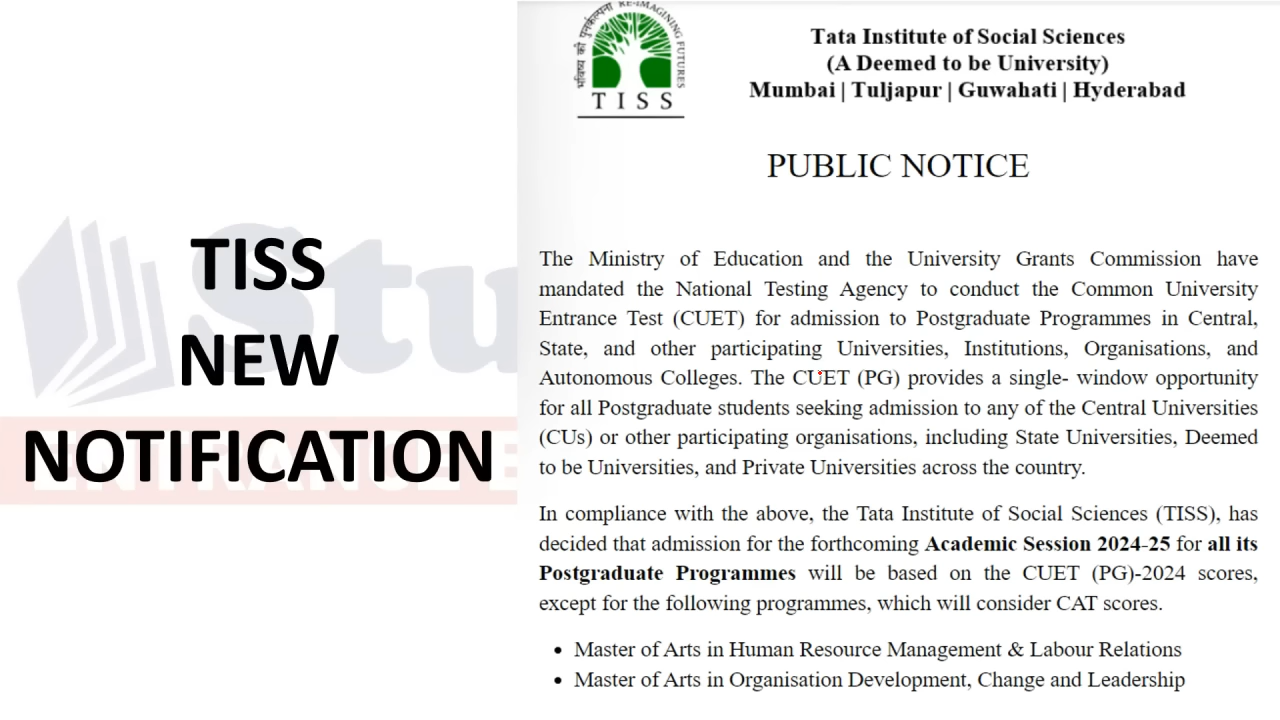 TISS
NEW
NOTIFICATION
Stu
पुनर्कल्पना RE-IMAGINING FUTURES
TISS
Tata Institute of Social Sciences
(A Deemed to be University)
Mumbai | Tuljapur | Guwahati | Hyderabad
PUBLIC NOTICE
The Ministry of Education and the University Grants Commission have
mandated the National Testing Agency to conduct the Common University
Entrance Test (CUET) for admission to Postgraduate Programmes in Central,
State, and other participating Universities, Institutions, Organisations, and
Autonomous Colleges. The CUET (PG) provides a single- window opportunity
for all Postgraduate students seeking admission to any of the Central Universities
(CUs) or other participating organisations, including State Universities, Deemed
to be Universities, and Private Universities across the country.
In compliance with the above, the Tata Institute of Social Sciences (TISS), has
decided that admission for the forthcoming Academic Session 2024-25 for all its
Postgraduate Programmes will be based on the CUET (PG)-2024 scores,
except for the following programmes, which will consider CAT scores.
• Master of Arts in Human Resource Management & Labour Relations
• Master of Arts in Organisation Development, Change and Leadership